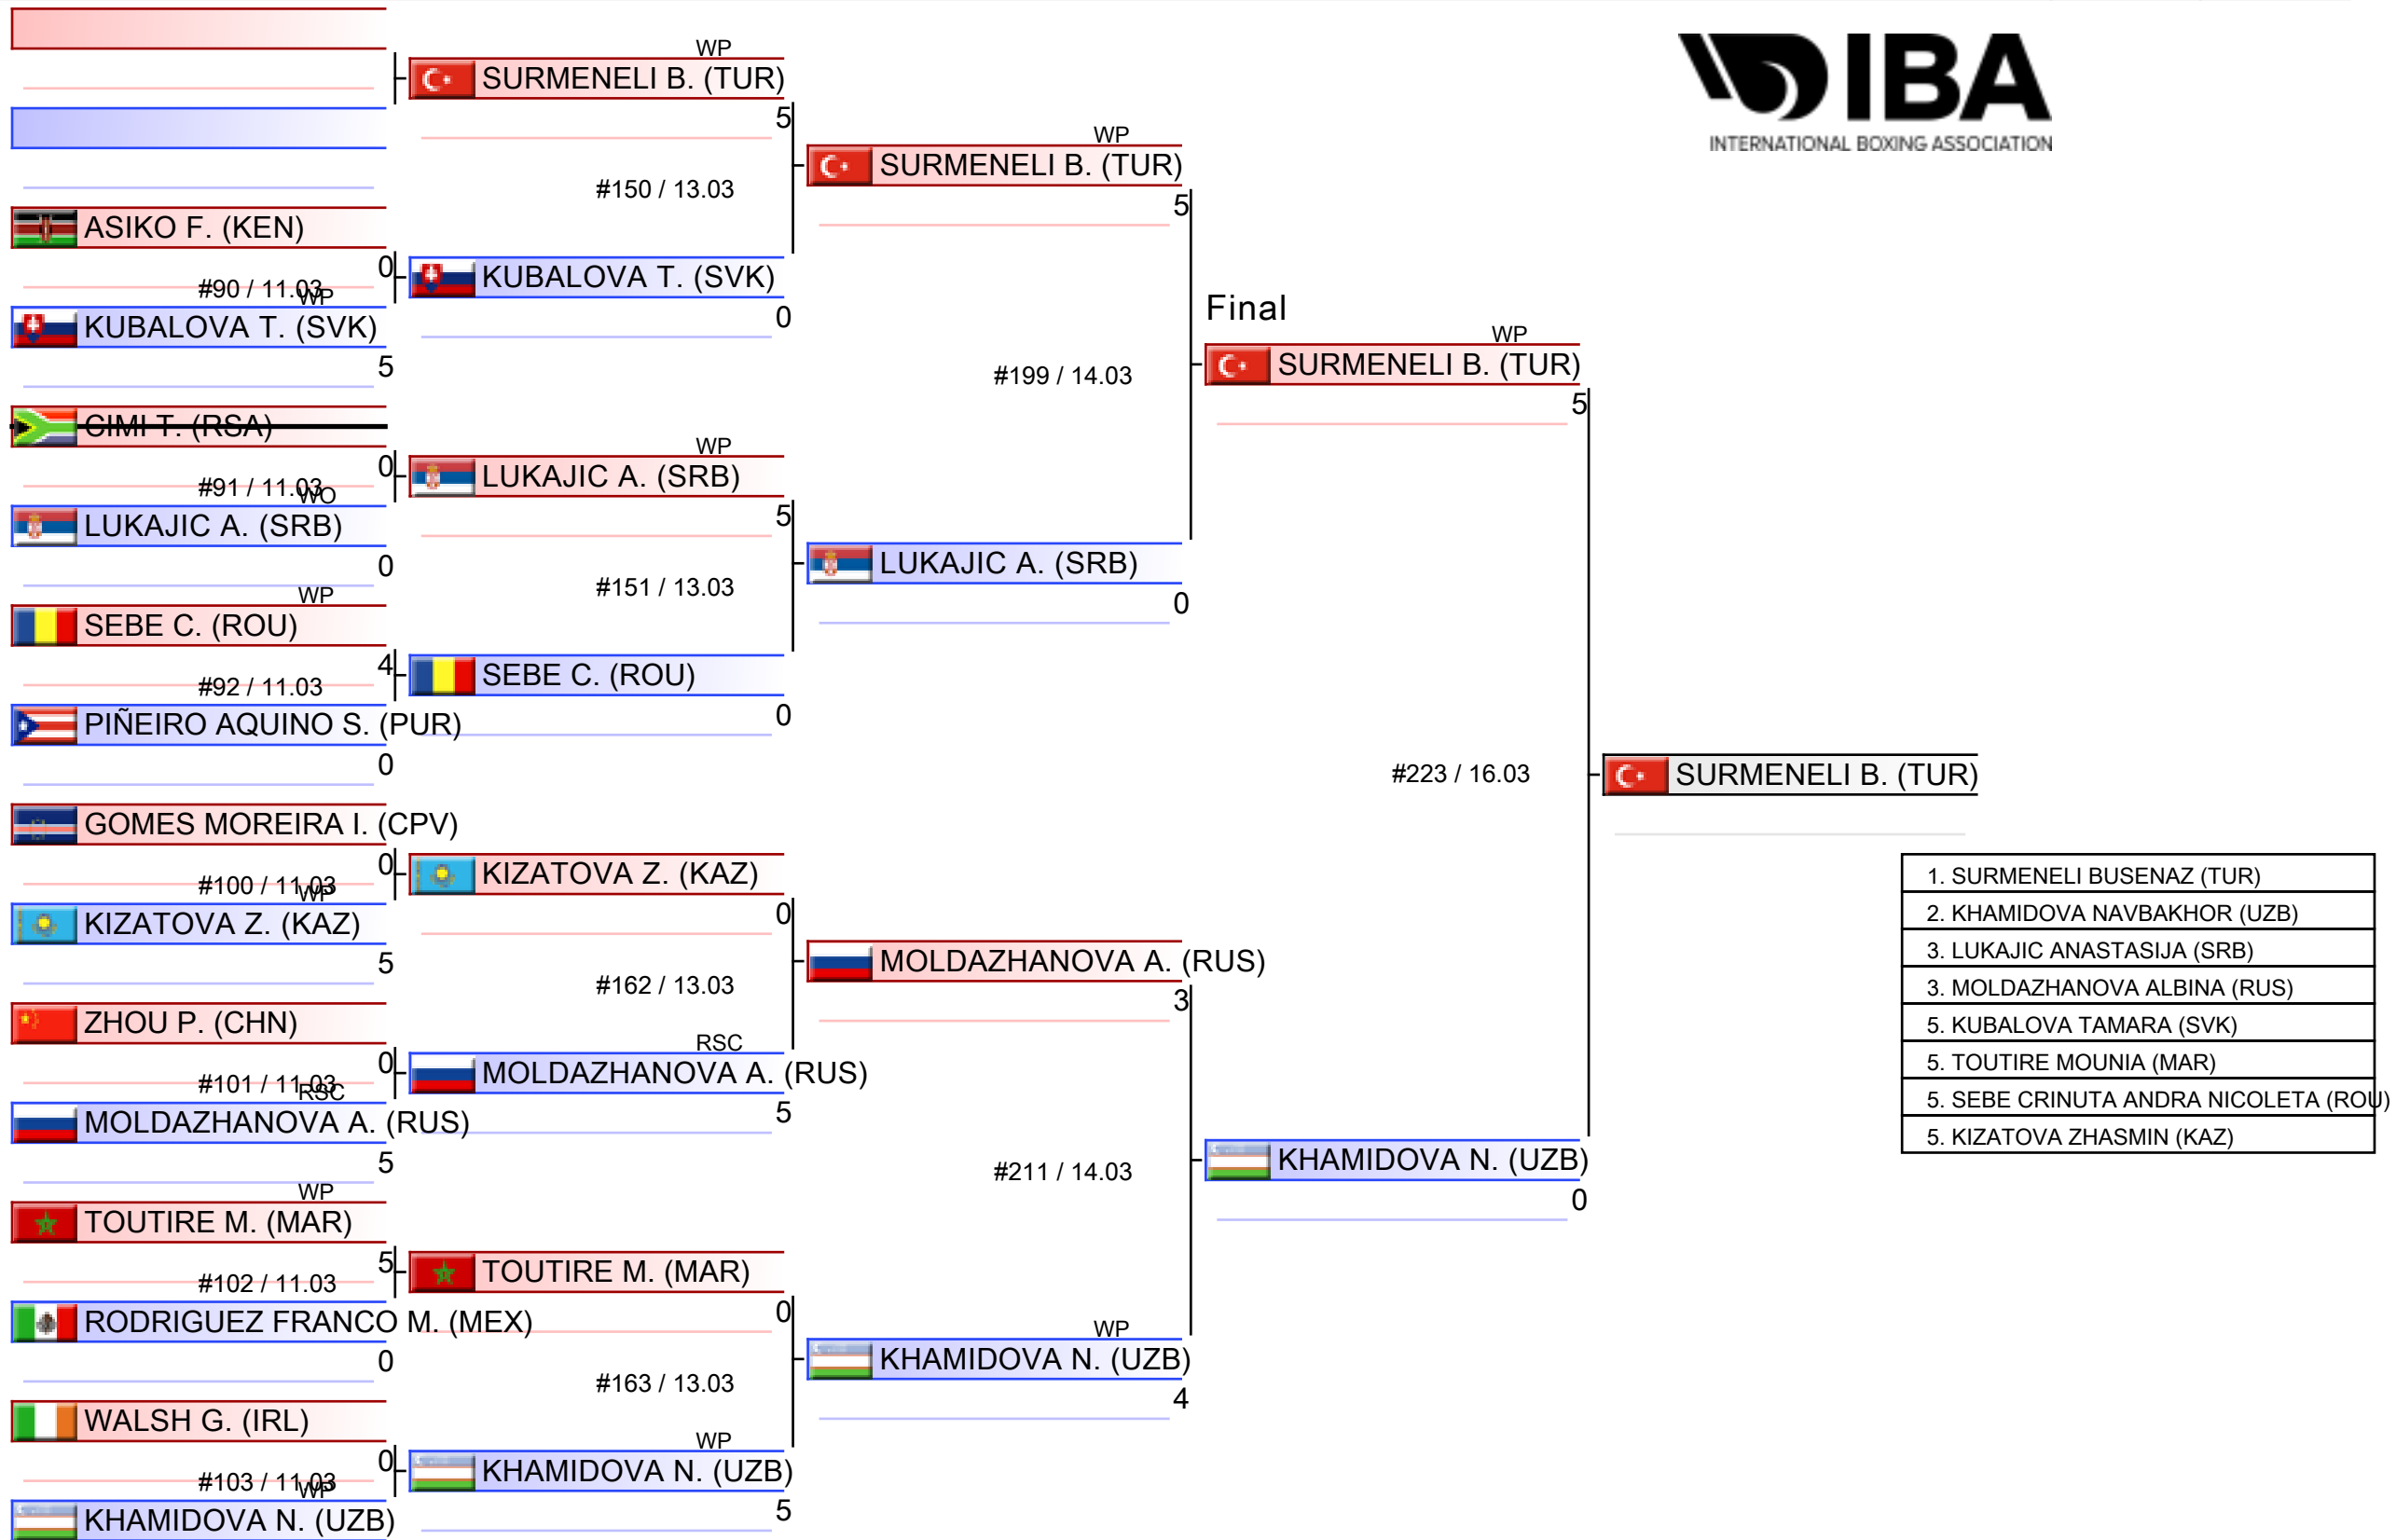 IBA
INTERNATIONAL BOXING ASSOCIATION
ASIKO F. (KEN)
0
#90 / 11.03
WP
KUBALOVA T. (SVK)
5
CIMI T. (RSA)
0
#91 / 11.03
WO
LUKAJIC A. (SRB)
0
WP
SEBE C. (ROU)
4
#92 / 11.03
PIÑEIRO AQUINO S. (PUR)
0
GOMES MOREIRA I. (CPV)
0
#100 / 11.03
WP
KIZATOVA Z. (KAZ)
5
ZHOU P. (CHN)
0
#101 / 11.03
RSC
MOLDAZHANOVA A. (RUS)
5
WP
TOUTIRE M. (MAR)
5
#102 / 11.03
RODRIGUEZ FRANCO M. (MEX)
0
WALSH G. (IRL)
0
#103 / 11.03
WP
KHAMIDOVA N. (UZB)
WP
SURMENELI B. (TUR)
5
#150 / 13.03
KUBALOVA T. (SVK)
0
WP
LUKAJIC A. (SRB)
5
#151 / 13.03
SEBE C. (ROU)
0
KIZATOVA Z. (KAZ)
0
#162 / 13.03
RSC
MOLDAZHANOVA A. (RUS)
5
TOUTIRE M. (MAR)
0
#163 / 13.03
WP
KHAMIDOVA N. (UZB)
5
WP
SURMENELI B. (TUR)
5
#199 / 14.03
LUKAJIC A. (SRB)
0
MOLDAZHANOVA A. (RUS)
3
#211 / 14.03
WP
KHAMIDOVA N. (UZB)
4
Final
WP
SURMENELI B. (TUR)
5
#223 / 16.03
KHAMIDOVA N. (UZB)
0
SURMENELI B. (TUR)
1. SURMENELI BUSENAZ (TUR)
2. KHAMIDOVA NAVBAKHOR (UZB)
3. LUKAJIC ANASTASIJA (SRB)
3. MOLDAZHANOVA ALBINA (RUS)
5. KUBALOVA TAMARA (SVK)
5. TOUTIRE MOUNIA (MAR)
5. SEBE CRINUTA ANDRA NICOLETA (ROU)
5. KIZATOVA ZHASMIN (KAZ)